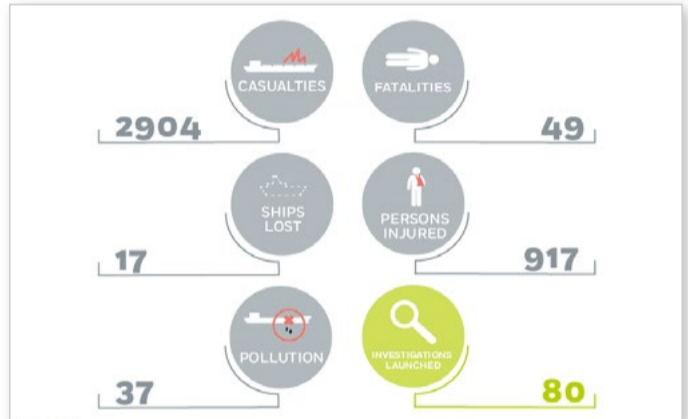 CASUALTIES
2904
FATALITIES
49
SHIPS
LOST
17
PERSONS
INJURED
917
POLLUTION
37
INVESTIGATIONS
LAUNCHED
80